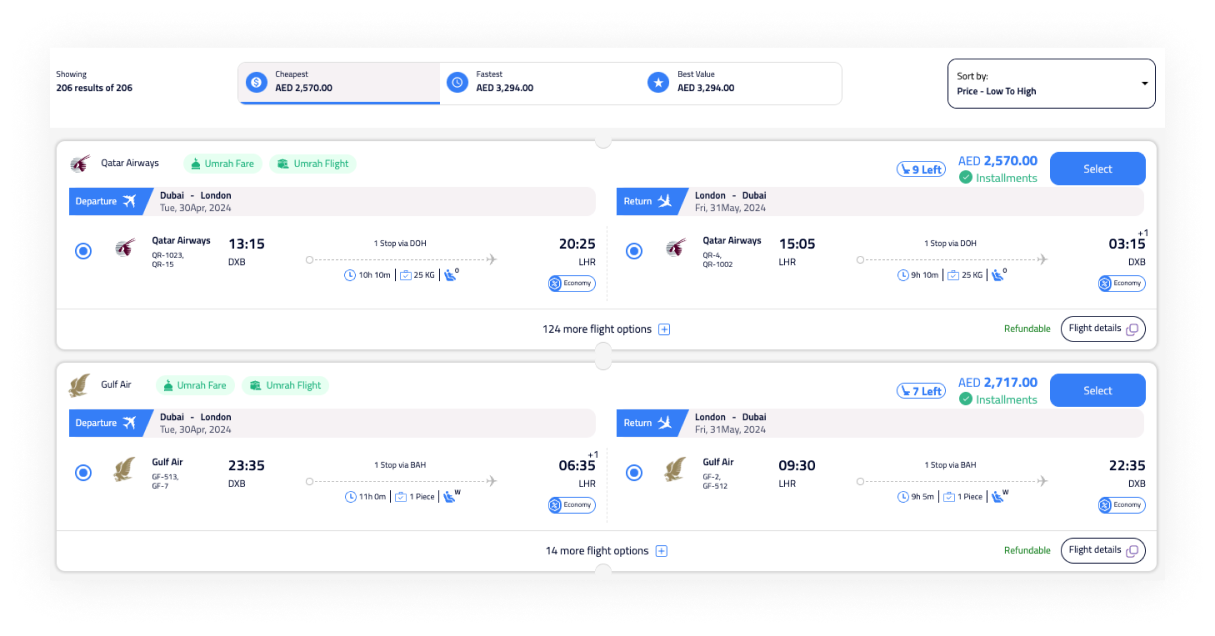 Showing
206 results of 206
Cheapest
AED 2,570.00
Fastest
AED 3,294.00
Best Value
AED 3,294.00
Sort by:
Price - Low To High
Qatar Airways
Umrah Fare
Umrah Flight
9 Left
AED 2,570.00
Installments
Select
Departure
Dubai - London
Tue, 30Apr, 2024
Return
London - Dubai
Fri, 31May, 2024
Qatar Airways
QR-1023,
QR-15
13:15
DXB
1 Stop via DOH
10h 10m
25 KG
O
20:25
LHR
Economy
Qatar Airways
QR-4,
QR-1002
15:05
LHR
1 Stop via DOH
9h 10m
25 KG
O
+1
03:15
DXB
Economy
124 more flight options
Refundable
Flight details
Gulf Air
Umrah Fare
Umrah Flight
7 Left
AED 2,717.00
Installments
Select
Departure
Dubai - London
Tue, 30Apr, 2024
Return
London - Dubai
Fri, 31May, 2024
Gulf Air
GF-513,
GF-7
23:35
DXB
1 Stop via BAH
11h 0m
1 Piece
W
+1
06:35
LHR
Economy
Gulf Air
GF-2,
GF-512
09:30
LHR
1 Stop via BAH
9h 5m
1 Piece
W
22:35
DXB
Economy
14 more flight options
Refundable
Flight details